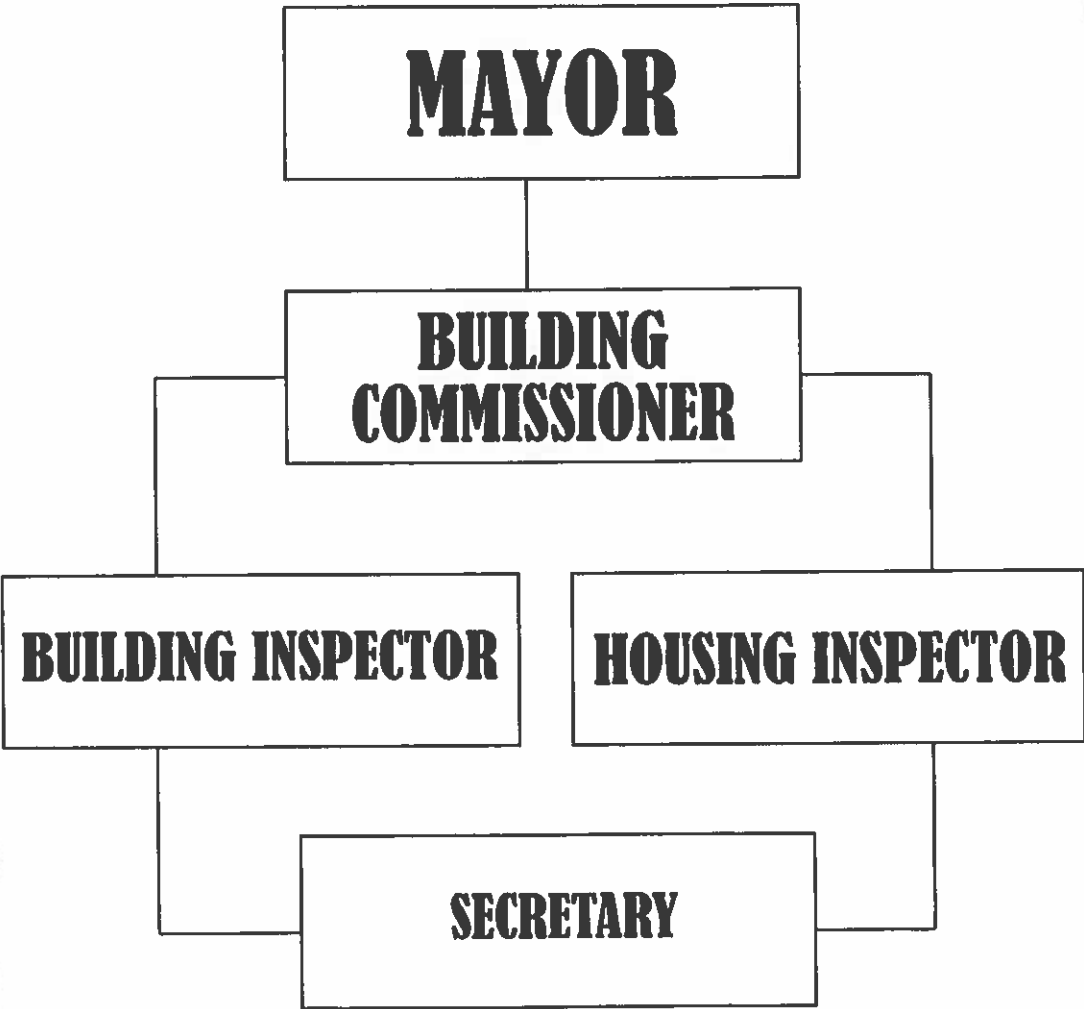 MAYOR
BUILDING
COMMISSIONER
BUILDING INSPECTOR
HOUSING INSPECTOR
SECRETARY